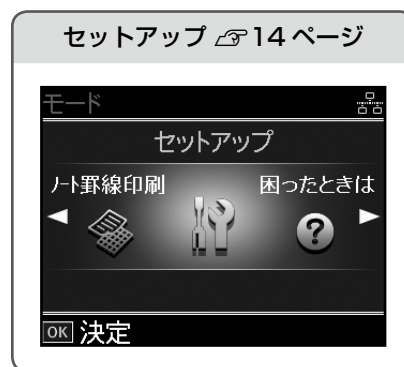 セットアップ ☞14 ページ
モード
セットアップ
ノート罫線印刷
困ったときは
OK 決定